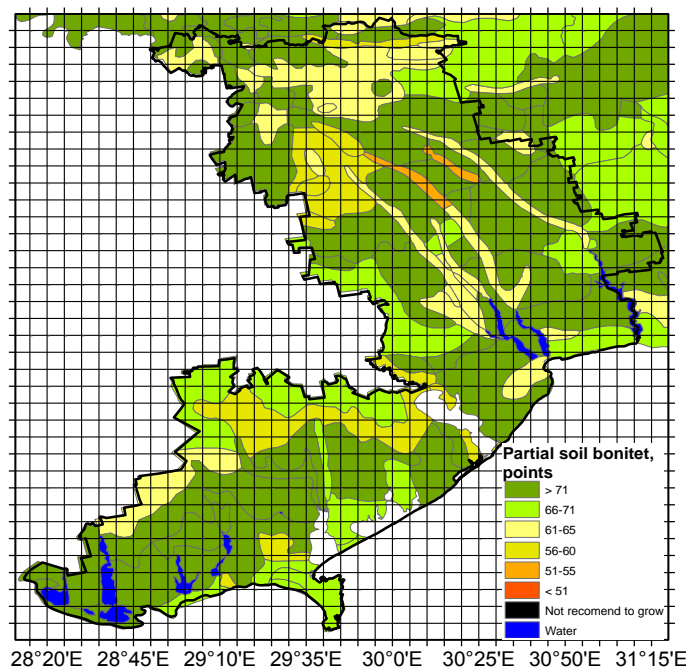 Partial soil bonitet,
points
> 71
66-71
61-65
56-60
51-55
< 51
Not recomend to grow
Water
28°20'E 28°45'E 29°10'E 29°35'E 30°0'E 30°25'E 30°50'E 31°15'E